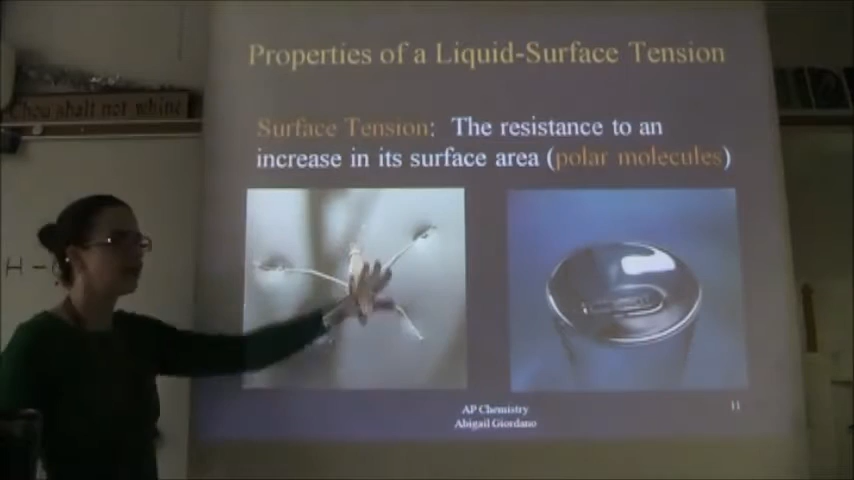 Properties of a Liquid-Surface Tension
Thou shalt not whine
Surface Tension: The resistance to an
increase in its surface area (polar molecules)
H -
AP Chemistry
Abigail Giordano
11